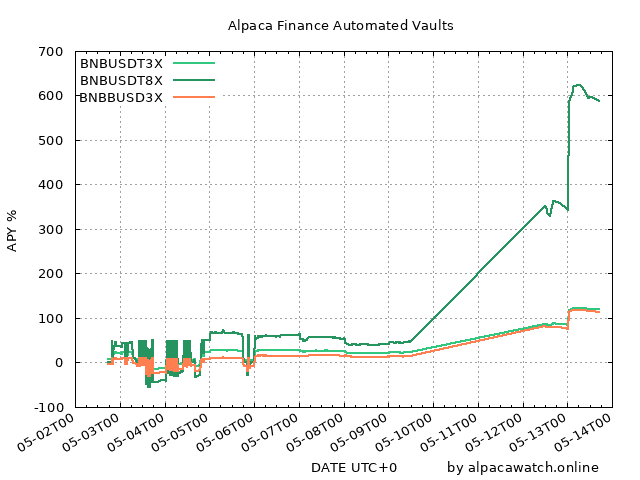 Alpaca Finance Automated Vaults
BNBUSDT3X
BNBUSDT8X
BNBBUSD3X
APY %
700
600
500
400
300
200
100
0
-100
05-02T00
05-03T00
05-04T00
05-05T00
05-06T00
05-07T00
05-08T00
05-09T00
05-10T00
05-11T00
05-12T00
05-13T00
05-14T00
DATE UTC+0
by alpacawatch.online